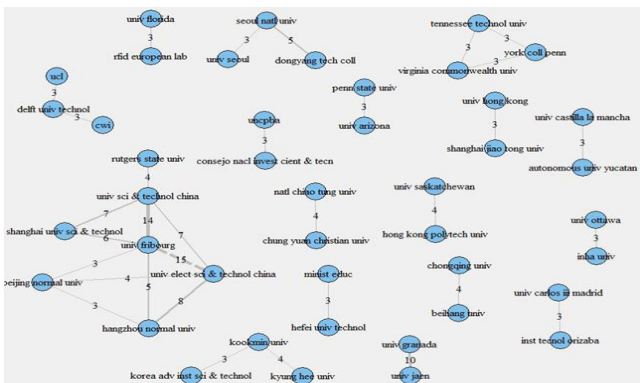 univ florida
3
rfid european lab
seoul natl univ
3
5
univ seoul
dongyang tech coll
tennessee technol univ
3
3
york coll penn
3
virginia commonwealth univ
ucl
3
delft univ technol
3
cwi
penn state univ
3
univ arizona
univ hong kong
3
shanghai jiao tong univ
univ castilla la mancha
3
autonomous univ yucatan
uncpba
3
consejo nacl invest cient & tecn
rutgers state univ
4
univ sci & technol china
7
14
7
shanghai univ sci & technol
6
univ fribourg
15
3
univ elect sci & technol china
4
beijing normal univ
5
8
3
hangzhou normal univ
natl chiao tung univ
4
chung yuan christian univ
univ saskatchewan
4
hong kong polytech univ
univ ottawa
3
inha univ
minist educ
3
hefei univ technol
chongqing univ
4
beihang univ
univ carlos iii madrid
3
inst tecnol orizaba
kookmin univ
3
4
korea adv inst sci & technol
kyung hee univ
univ granada
10
univ jaen